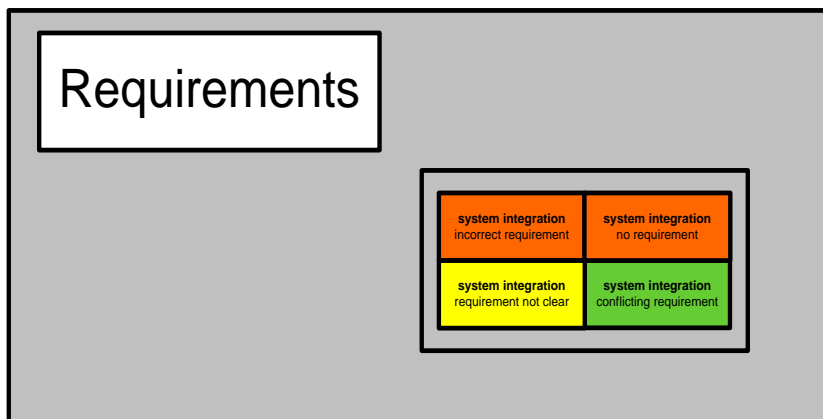 Requirements
system integration
incorrect requirement
system integration
no requirement
system integration
requirement not clear
system integration
conflicting requirement